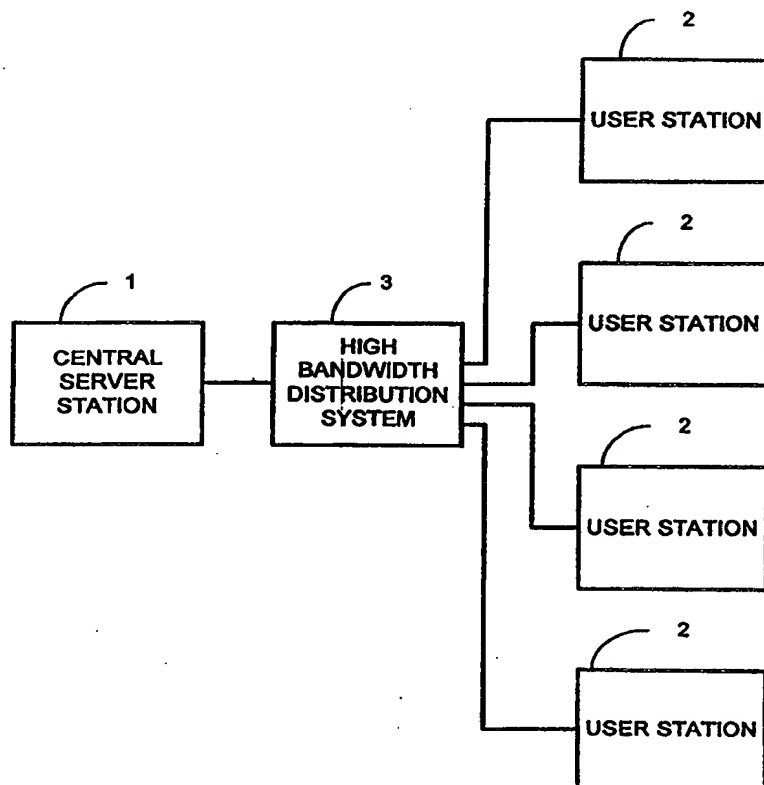 2
USER STATION
2
USER STATION
1
CENTRAL
SERVER
STATION
3
HIGH
BANDWIDTH
DISTRIBUTION
SYSTEM
2
USER STATION
2
USER STATION